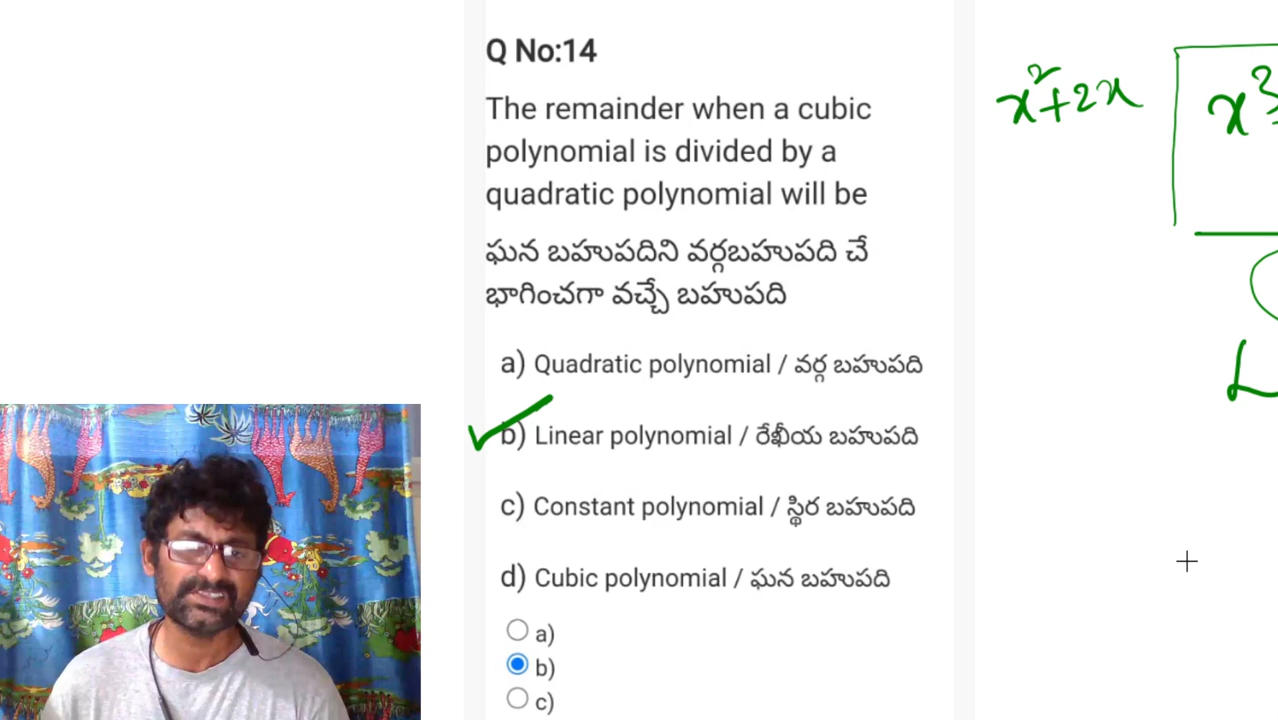 Q No:14
The remainder when a cubic
polynomial is divided by a
quadratic polynomial will be
ఘన బహుపదిని వర్గబహుపది చే
భాగించగా వచ్చే బహుపది
a) Quadratic polynomial / వర్గ బహుపది
b) Linear polynomial / రేఖీయ బహుపది
c) Constant polynomial / స్థిర బహుపది
d) Cubic polynomial / ఘన బహుపది
a)
b)
c)
x²+2x
x³
L